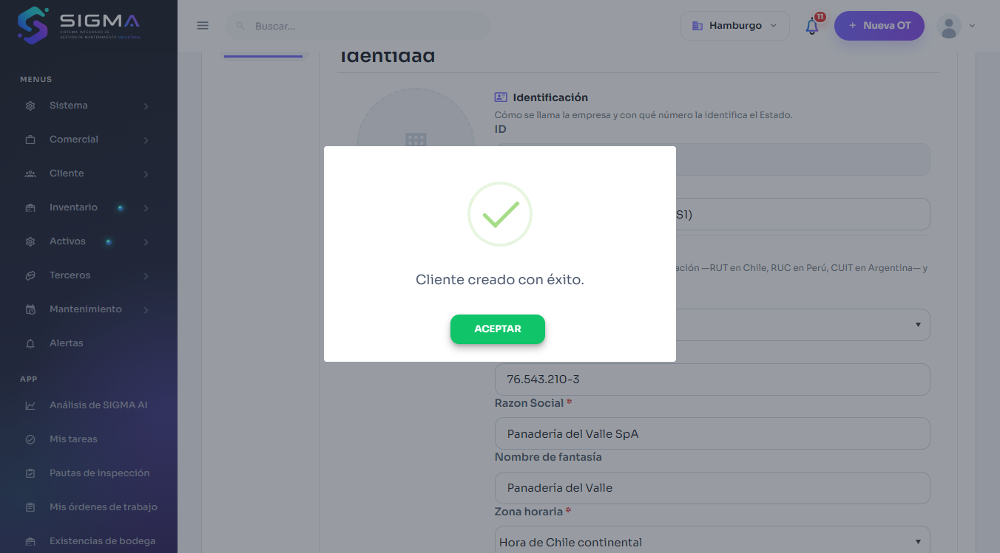 SIGMA
SISTEMA INTEGRADO DE
GESTIÓN DE MANTENIMIENTO INDUSTRIAL
Buscar...
Hamburgo
11
+ Nueva OT
MENUS
Sistema
Comercial
Cliente
Inventario
Activos
Terceros
Mantenimiento
Alertas
APP
Análisis de SIGMA AI
Mis tareas
Pautas de inspección
Mis órdenes de trabajo
Existencias de bodega
Identidad
Identificación
Cómo se llama la empresa y con qué número la identifica el Estado.
ID
S1)
ación —RUT en Chile, RUC en Perú, CUIT en Argentina— y
Cliente creado con éxito.
ACEPTAR
76.543.210-3
Razon Social *
Panadería del Valle SpA
Nombre de fantasía
Panadería del Valle
Zona horaria *
Hora de Chile continental